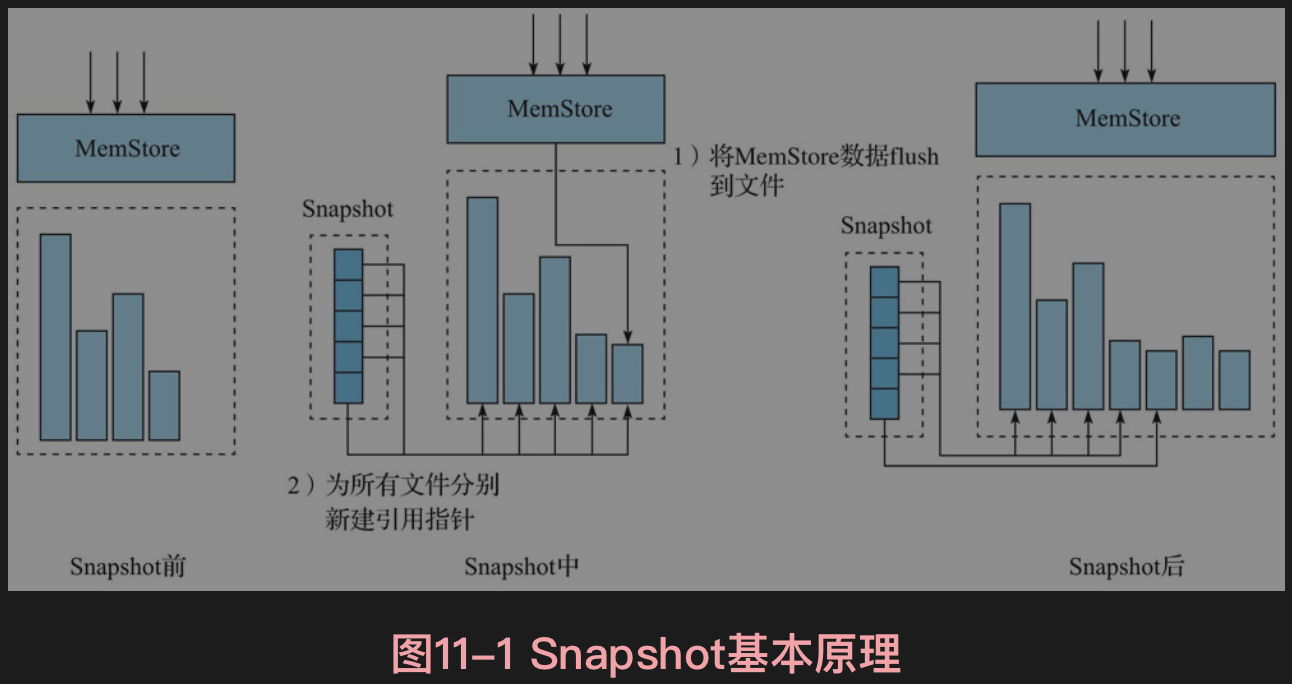 MemStore
MemStore
MemStore
1）将MemStore数据flush
到文件
Snapshot
Snapshot
2）为所有文件分别
新建引用指针
Snapshot前
Snapshot中
Snapshot后
图11-1 Snapshot基本原理